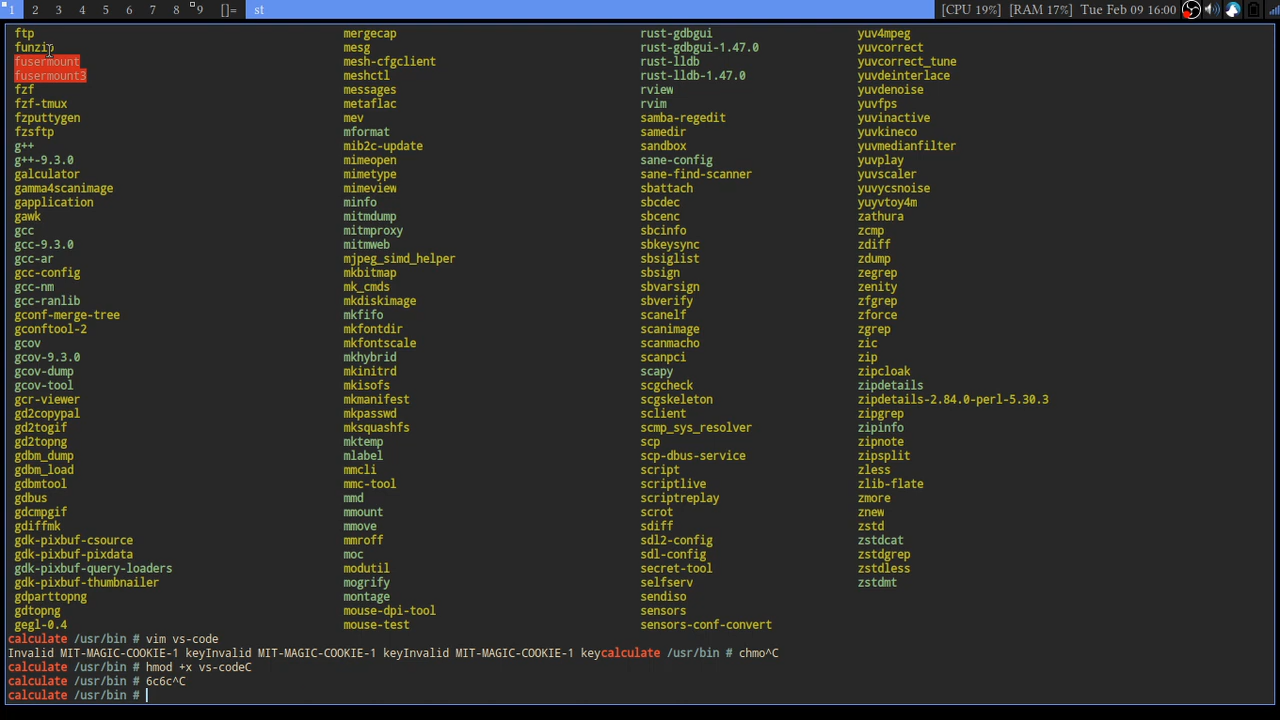 1 2 3 4 5 6 7 8 9 []= st [CPU 19%] [RAM 17%] Tue Feb 09 16:00
ftp mergecap rust-gdbgui yuv4mpeg
funzip mesg rust-gdbgui-1.47.0 yuvcorrect
fusermount mesh-cfgclient rust-lldb yuvcorrect_tune
fusermount3 meshctl rust-lldb-1.47.0 yuvdeinterlace
fzf messages rview yuvdenoise
fzf-tmux metaflac rvim yuvfps
fzputtygen mev samba-regedit yuvinactive
fzsftp mformat samedir yuvkineco
g++ mib2c-update sandbox yuvmedianfilter
g++-9.3.0 mimeopen sane-config yuvplay
galculator mimetype sane-find-scanner yuvscaler
gamma4scanimage mimeview sbattach yuvycsnoise
gapplication minfo sbcdec yuyvtoy4m
gawk mitmdump sbcenc zathura
gcc mitmproxy sbcinfo zcmp
gcc-9.3.0 mitmweb sbkeysync zdiff
gcc-ar mjpeg_simd_helper sbsiglist zdump
gcc-config mkbitmap sbsign zegrep
gcc-nm mk_cmds sbvarsign zenity
gcc-ranlib mkdiskimage sbverify zfgrep
gconf-merge-tree mkfifo scanelf zforce
gconftool-2 mkfontdir scanimage zgrep
gcov mkfontscale scanmacho zic
gcov-9.3.0 mkhybrid scanpci zip
gcov-dump mkinitrd scapy zipcloak
gcov-tool mkisofs scgcheck zipdetails
gcr-viewer mkmanifest scgskeleton zipdetails-2.84.0-perl-5.30.3
gd2copypal mkpasswd sclient zipgrep
gd2togif mksquashfs scmp_sys_resolver zipinfo
gd2topng mktemp scp zipnote
gdbm_dump mlabel scp-dbus-service zipsplit
gdbm_load mmcli script zless
gdbmtool mmc-tool scriptlive zlib-flate
gdbus mmd scriptreplay zmore
gdcmpgif mmount scrot znew
gdiffmk mmove sdiff zstd
gdk-pixbuf-csource mmroff sdl2-config zstdcat
gdk-pixbuf-pixdata moc sdl-config zstdgrep
gdk-pixbuf-query-loaders modutil secret-tool zstdless
gdk-pixbuf-thumbnailer mogrify selfserv zstdmt
gdparttopng montage sendiso
gdtopng mouse-dpi-tool sensors
gegl-0.4 mouse-test sensors-conf-convert
calculate /usr/bin # vim vs-code
Invalid MIT-MAGIC-COOKIE-1 keyInvalid MIT-MAGIC-COOKIE-1 keyInvalid MIT-MAGIC-COOKIE-1 keycalculate /usr/bin # chmo^C
calculate /usr/bin # hmod +x vs-codeC
calculate /usr/bin # 6c6c^C
calculate /usr/bin #